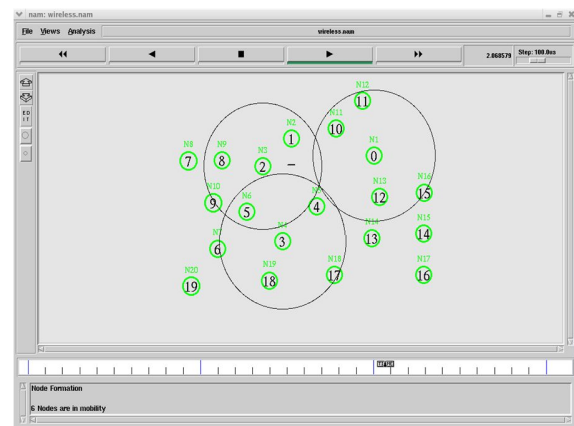 nam: wireless.nam
File Views Analysis wireless.nam
2.868579 Step: 100.0us
E D
I T
N12
11
N11
10
N2
1
N1
0
N8
7
N9
8
N3
2
N16
15
N13
12
N10
9
N6
5
4
N15
14
N4
3
13
6
N19
18
N18
17
N17
16
N20
19
Node Formation
6 Nodes are in mobility